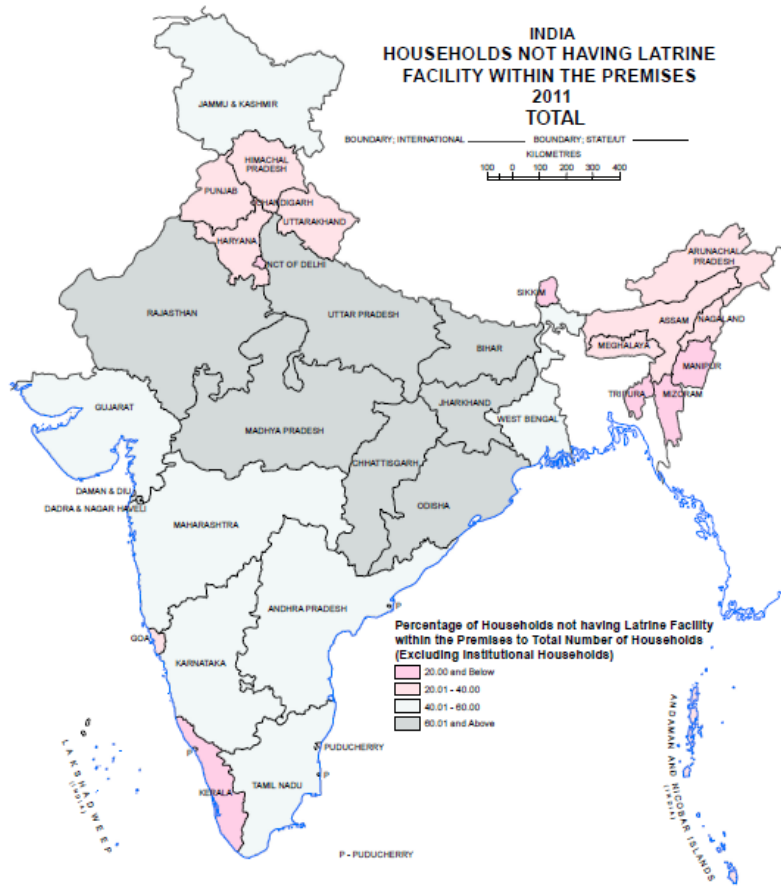 INDIA
HOUSEHOLDS NOT HAVING LATRINE
FACILITY WITHIN THE PREMISES
2011
TOTAL
BOUNDARY; INTERNATIONAL
BOUNDARY; STATE/UT
KILOMETRES
100 0 100 200 300 400
JAMMU & KASHMIR
HIMACHAL
PRADESH
PUNJAB
CHANDIGARH
UTTARAKHAND
HARYANA
NCT OF DELHI
ARUNACHAL
PRADESH
SIKKIM
RAJASTHAN
UTTAR PRADESH
ASSAM
NAGALAND
MEGHALAYA
BIHAR
MANIPUR
TRIPURA
MIZORAM
GUJARAT
JHARKHAND
WEST BENGAL
MADHYA PRADESH
CHHATTISGARH
DAMAN & DIU
DADRA & NAGAR HAVELI
ODISHA
MAHARASHTRA
ANDHRA PRADESH
P
GOA
KARNATAKA
Percentage of Households not having Latrine Facility
within the Premises to Total Number of Households
(Excluding Institutional Households)
20.00 and Below
20.01 - 40.00
40.01 - 60.00
60.01 and Above
LAKSHADWEEP
(INDIA)
P
PUDUCHERRY
P
KERALA
TAMIL NADU
ANDAMAN AND NICOBAR ISLANDS
(INDIA)
P - PUDUCHERRY